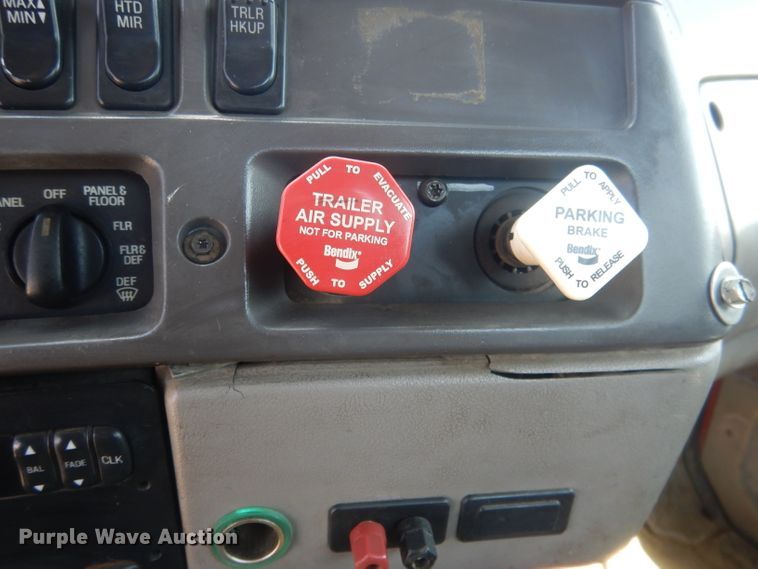 MAX▲
MIN▼
HTD
MIR
TRLR
HKUP
OFF
PANEL &
FLOOR
FLR
FLR &
DEF
DEF
PULL TO EVACUATE
TRAILER
AIR SUPPLY
NOT FOR PARKING
Bendix®
PUSH TO SUPPLY
PULL TO APPLY
PARKING
BRAKE
Bendix®
PUSH TO RELEASE
BAL
FADE
CLK
Purple Wave Auction